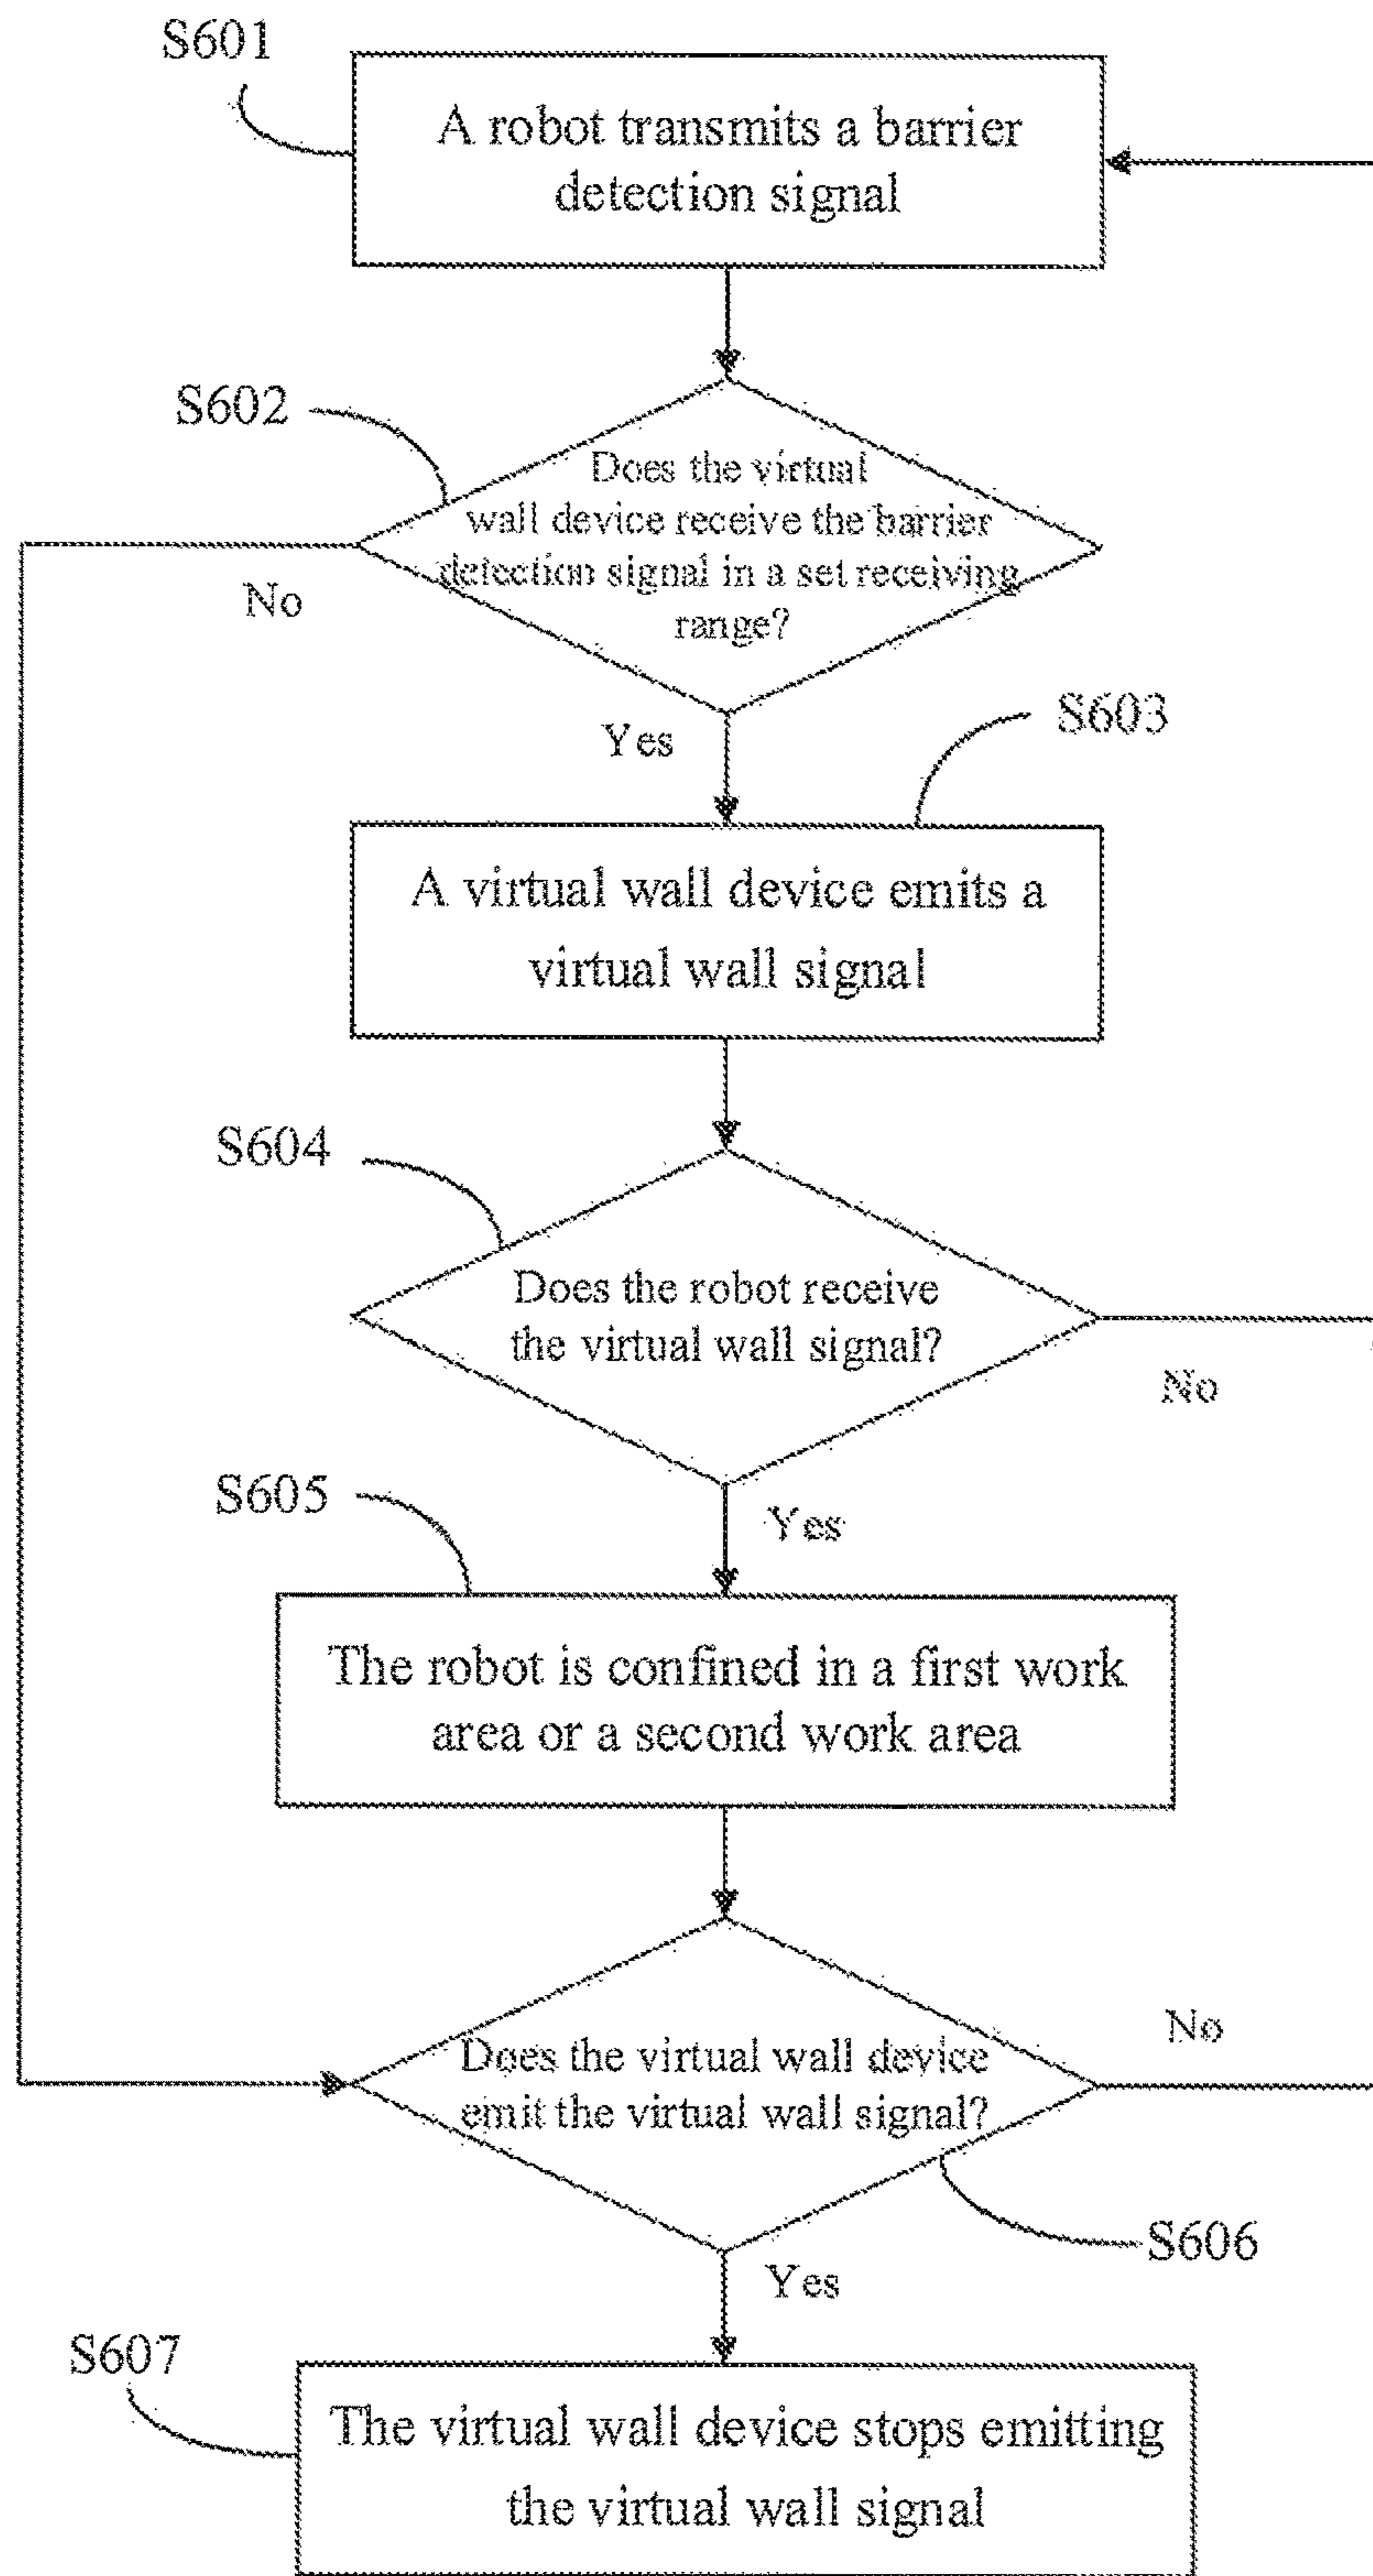 S601
A robot transmits a barrier
detection signal
S602
Does the virtual
wall device receive the barrier
detection signal in a set receiving
range?
No
Yes
S603
A virtual wall device emits a
virtual wall signal
S604
Does the robot receive
the virtual wall signal?
No
Yes
S605
The robot is confined in a first work
area or a second work area
Does the virtual wall device
emit the virtual wall signal?
No
S606
Yes
S607
The virtual wall device stops emitting
the virtual wall signal